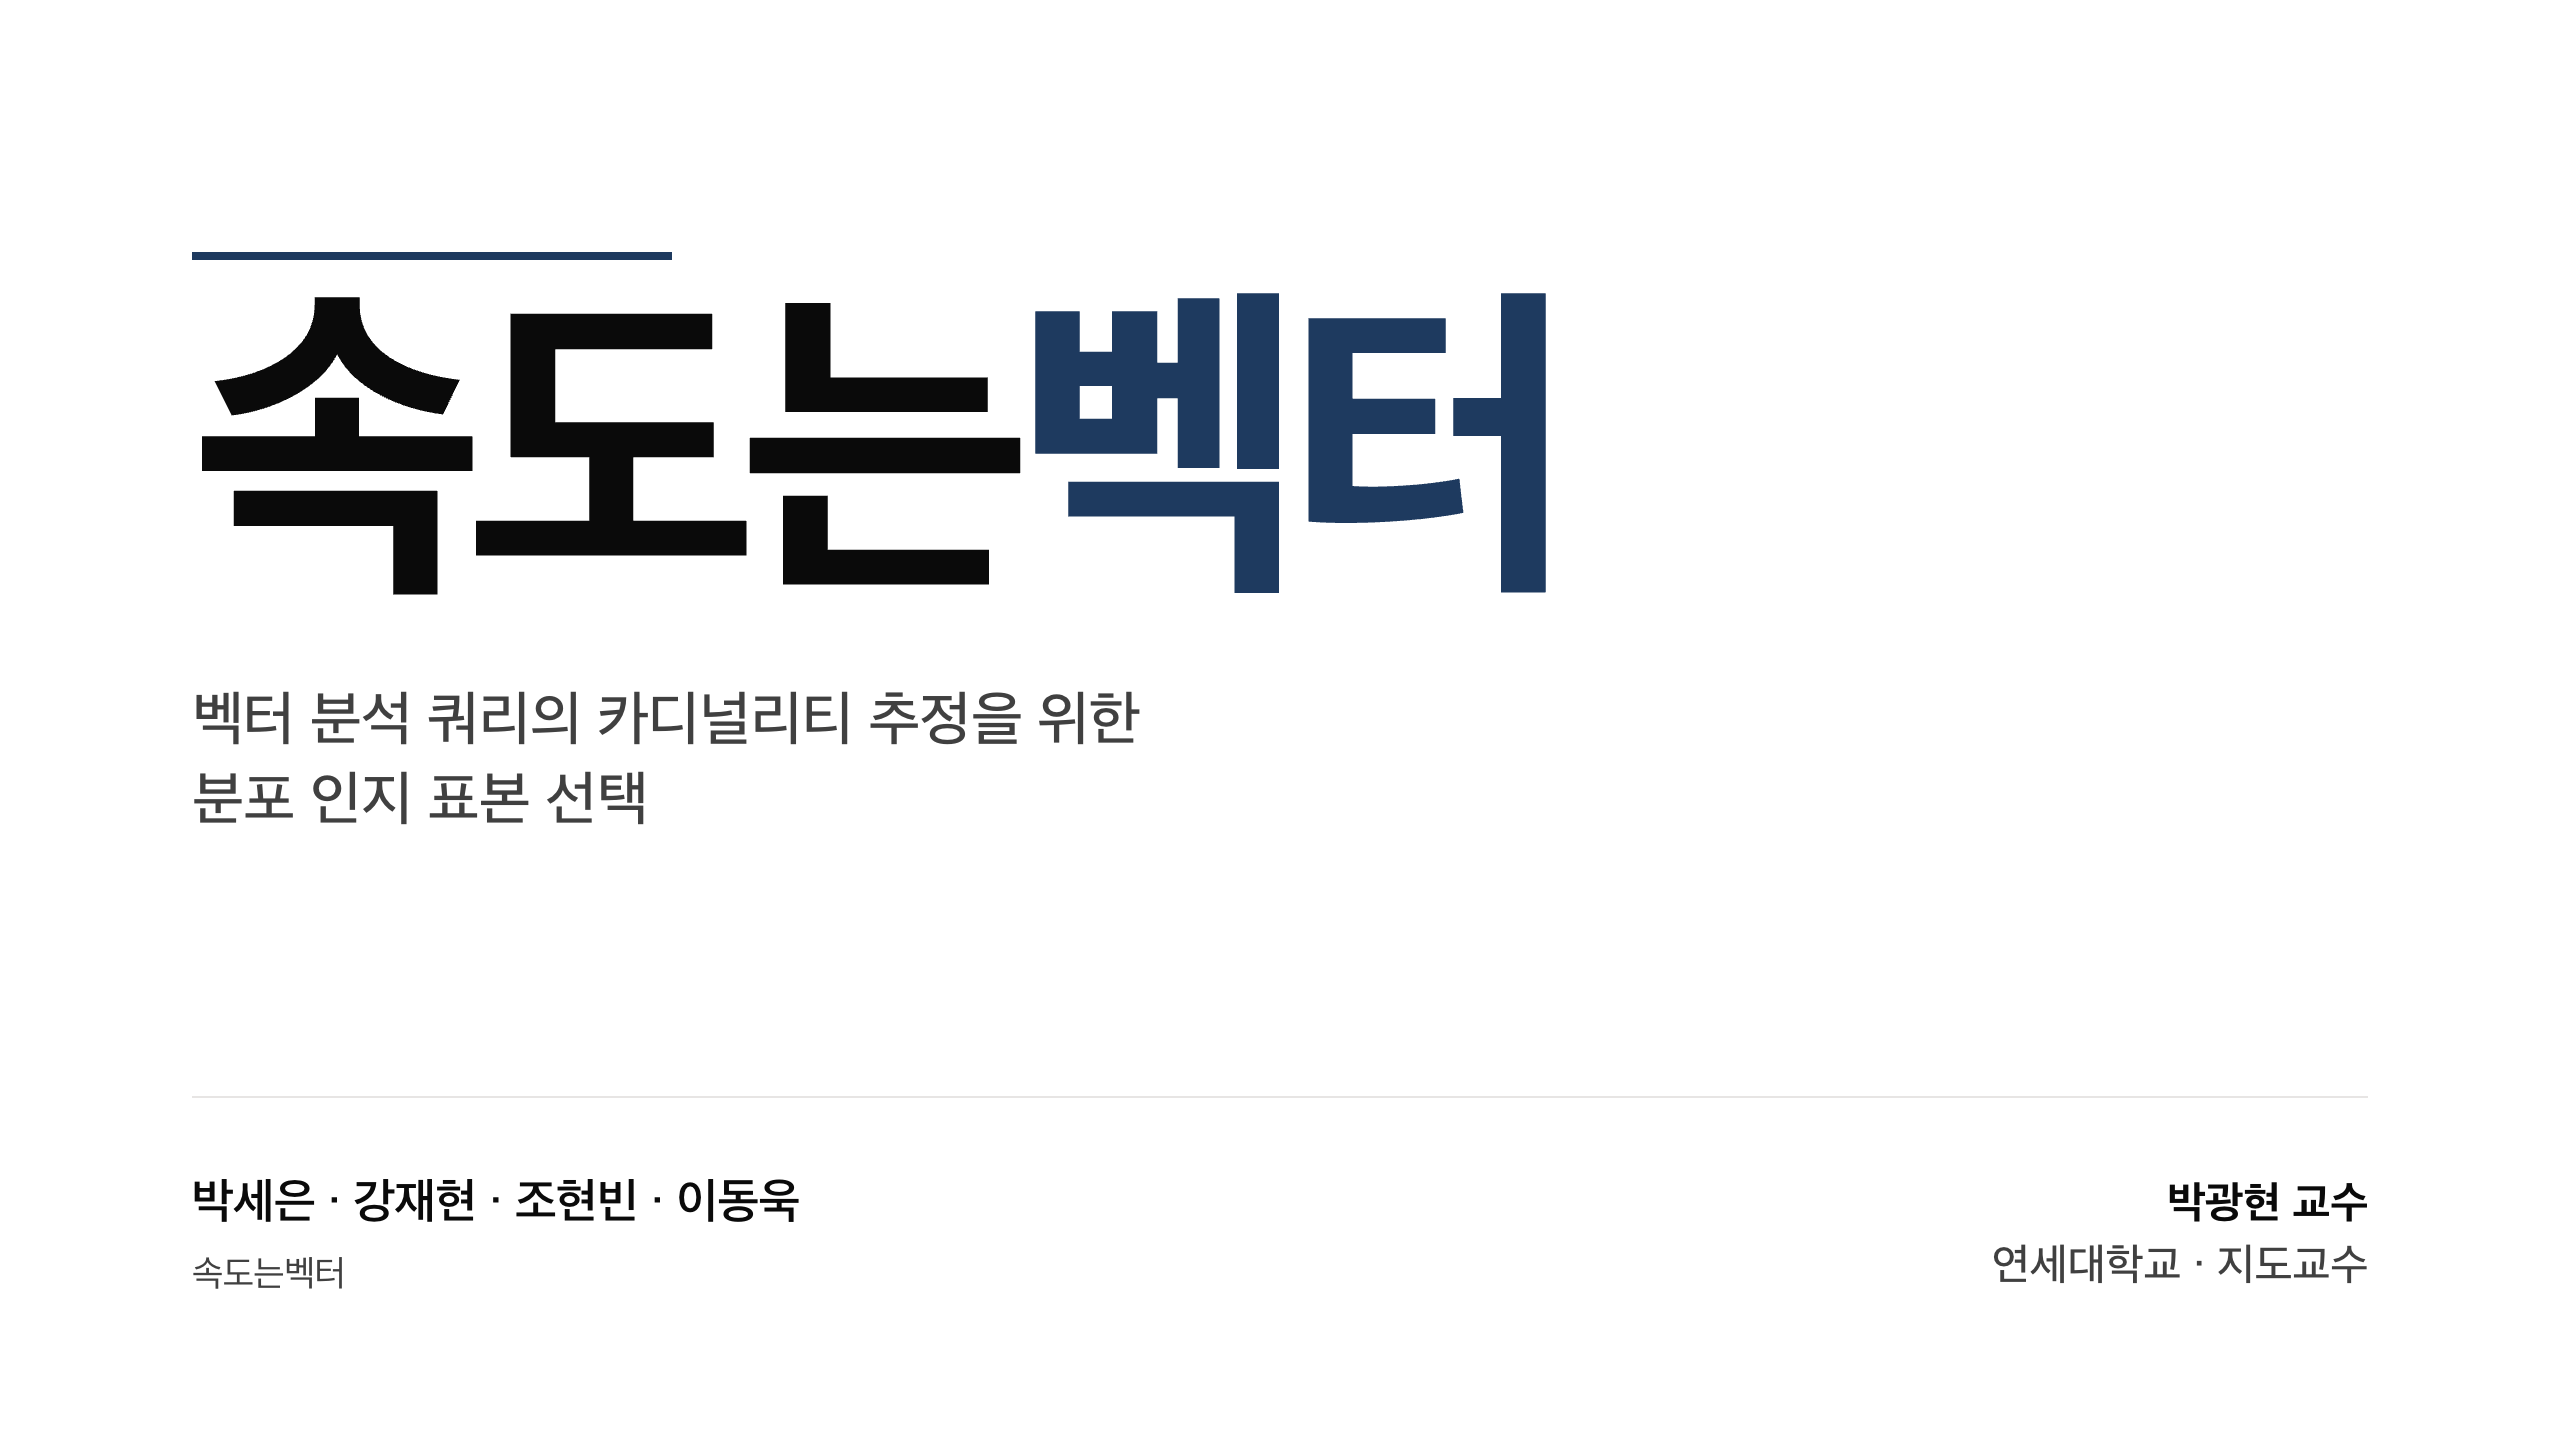 속도는벡터
벡터 분석 쿼리의 카디널리티 추정을 위한
분포 인지 표본 선택
박세은 · 강재현 · 조현빈 · 이동욱
속도는벡터
박광현 교수
연세대학교 · 지도교수